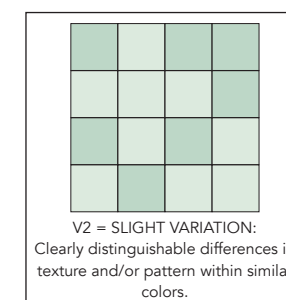 V2 = SLIGHT VARIATION:
Clearly distinguishable differences i
texture and/or pattern within simila
colors.